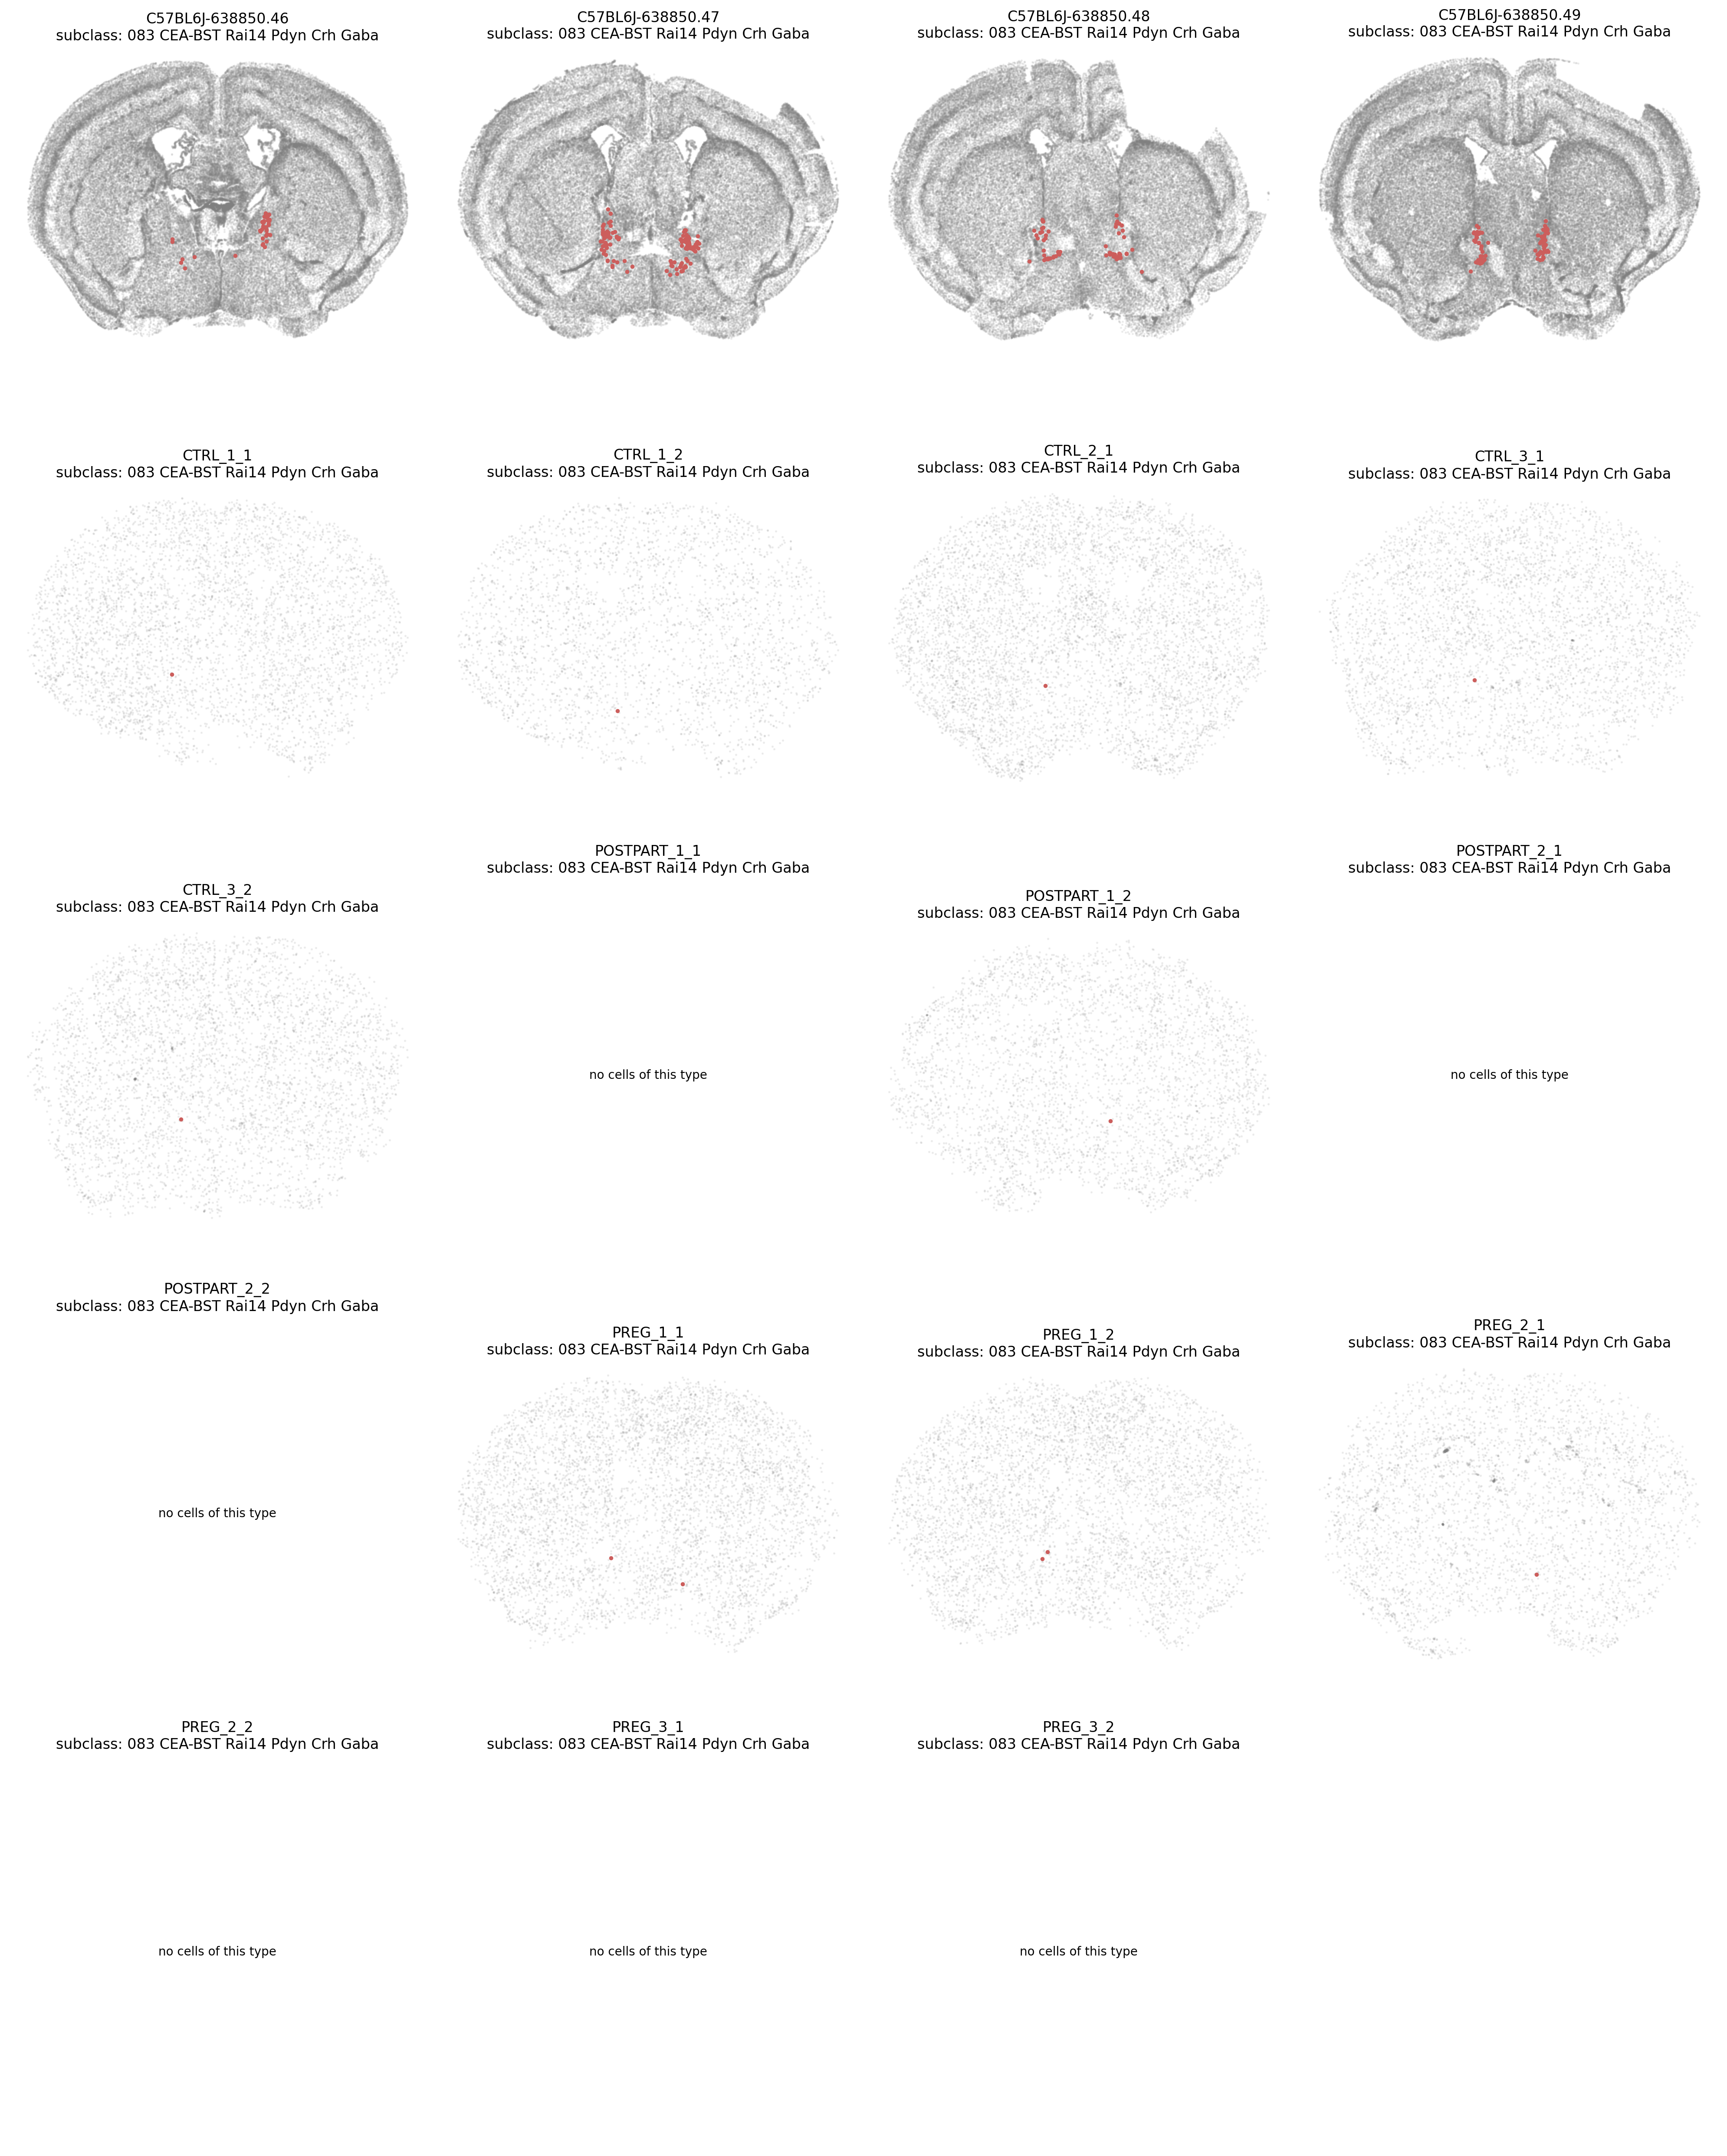 C57BL6J-638850.46
subclass: 083 CEA-BST Rai14 Pdyn Crh Gaba
C57BL6J-638850.47
subclass: 083 CEA-BST Rai14 Pdyn Crh Gaba
C57BL6J-638850.48
subclass: 083 CEA-BST Rai14 Pdyn Crh Gaba
C57BL6J-638850.49
subclass: 083 CEA-BST Rai14 Pdyn Crh Gaba
CTRL_1_1
subclass: 083 CEA-BST Rai14 Pdyn Crh Gaba
CTRL_1_2
subclass: 083 CEA-BST Rai14 Pdyn Crh Gaba
CTRL_2_1
subclass: 083 CEA-BST Rai14 Pdyn Crh Gaba
CTRL_3_1
subclass: 083 CEA-BST Rai14 Pdyn Crh Gaba
CTRL_3_2
subclass: 083 CEA-BST Rai14 Pdyn Crh Gaba
POSTPART_1_1
subclass: 083 CEA-BST Rai14 Pdyn Crh Gaba
no cells of this type
POSTPART_1_2
subclass: 083 CEA-BST Rai14 Pdyn Crh Gaba
POSTPART_2_1
subclass: 083 CEA-BST Rai14 Pdyn Crh Gaba
no cells of this type
POSTPART_2_2
subclass: 083 CEA-BST Rai14 Pdyn Crh Gaba
no cells of this type
PREG_1_1
subclass: 083 CEA-BST Rai14 Pdyn Crh Gaba
PREG_1_2
subclass: 083 CEA-BST Rai14 Pdyn Crh Gaba
PREG_2_1
subclass: 083 CEA-BST Rai14 Pdyn Crh Gaba
PREG_2_2
subclass: 083 CEA-BST Rai14 Pdyn Crh Gaba
no cells of this type
PREG_3_1
subclass: 083 CEA-BST Rai14 Pdyn Crh Gaba
no cells of this type
PREG_3_2
subclass: 083 CEA-BST Rai14 Pdyn Crh Gaba
no cells of this type